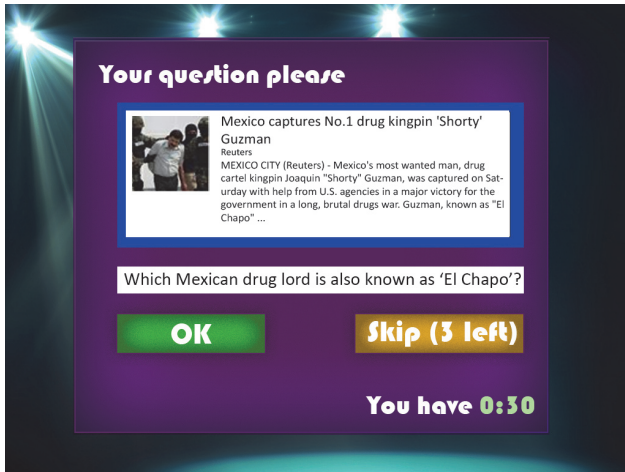 Your question please
Mexico captures No.1 drug kingpin 'Shorty'
Guzman
Reuters
MEXICO CITY (Reuters) - Mexico's most wanted man, drug
cartel kingpin Joaquin "Shorty" Guzman, was captured on Sat-
urday with help from U.S. agencies in a major victory for the
government in a long, brutal drugs war. Guzman, known as "El
Chapo" ...
Which Mexican drug lord is also known as ‘El Chapo’?
OK
Skip (3 left)
You have 0:30